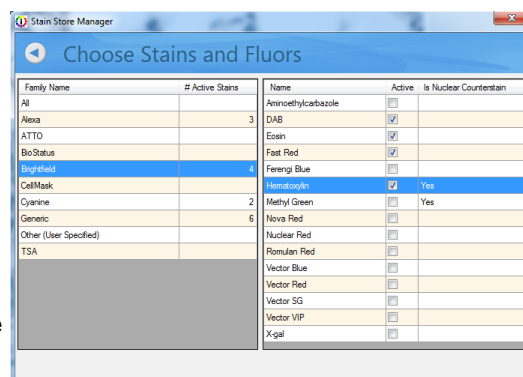 Stain Store Manager
Choose Stains and Fluors
Family Name # Active Stains
All
Alexa 3
ATTO
BioStatus
Brightfield 4
CellMask
Cyanine 2
Generic 6
Other (User Specified)
TSA
Name Active Is Nuclear Counterstain
Aminoethylcarbazole
DAB
Eosin
Fast Red
Ferengi Blue
Hematoxylin Yes
Methyl Green Yes
Nova Red
Nuclear Red
Romulan Red
Vector Blue
Vector Red
Vector SG
Vector VIP
X-gal